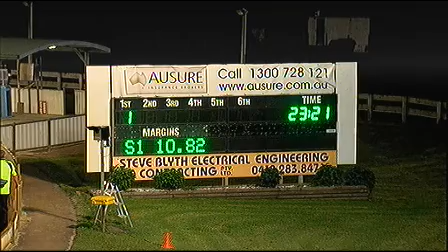 AUSURE
INSURANCE BROKERS
Call 1300 728 121
www.ausure.com.au
1ST 2ND 3RD 4TH 5TH 6TH TIME
1 23:21
MARGINS
S1 10.82
STEVE BLYTH ELECTRICAL ENGINEERING
CONTRACTING